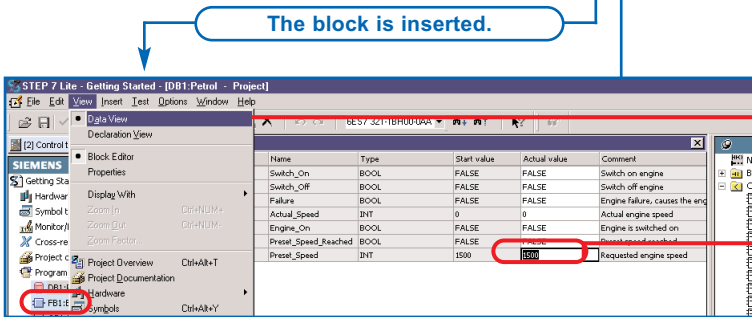 The block is inserted.
STEP 7 Lite - Getting Started - [DB1:Petrol - Project]
File Edit View Insert Test Options Window Help
Data View
6ES7 321-1BH00-0AA
Declaration View
[2] Control
Block Editor
Name Type Start value Actual value Comment
SIEMENS
Properties
Switch_On BOOL FALSE FALSE Switch on engine
Getting Sta
Switch_Off BOOL FALSE FALSE Switch off engine
Hardwar
Display With
Failure BOOL FALSE FALSE Engine failure, causes the eng
Symbol t
Zoom In Ctrl+NUM+
Actual_Speed INT 0 0 Actual engine speed
Monitor/
Zoom Out Ctrl+NUM-
Engine_On BOOL FALSE FALSE Engine is switched on
Cross-re
Zoom Factor...
Preset_Speed_Reached BOOL FALSE FALSE Preset speed reached
Project c
Project Overview Ctrl+Alt+T
Preset_Speed INT 1500 1500 Requested engine speed
Program
Project Documentation
DB1:
Hardware
FB1:E
Symbols Ctrl+Alt+Y